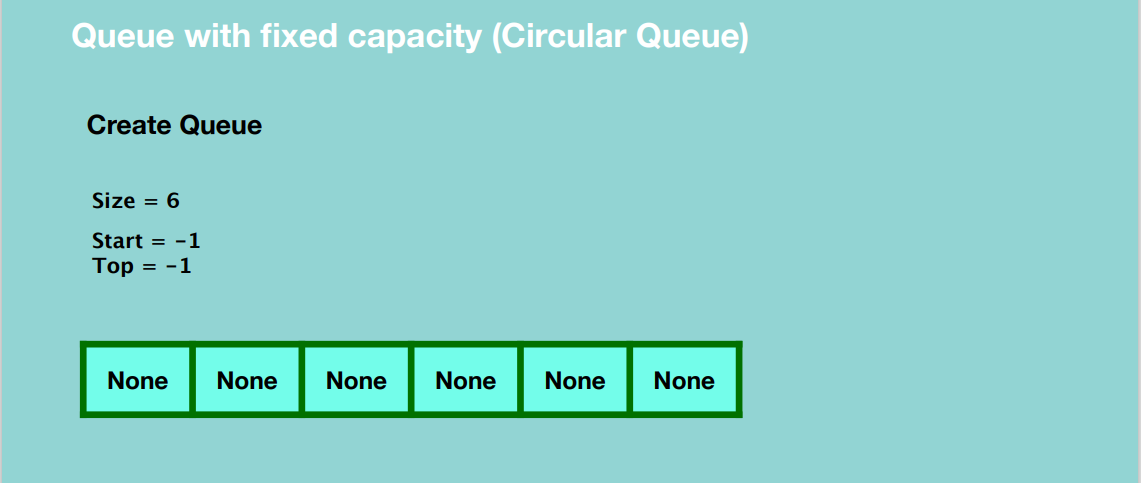 Queue with fixed capacity (Circular Queue)
Create Queue
Size = 6
Start = -1
Top = -1
None None None None None None